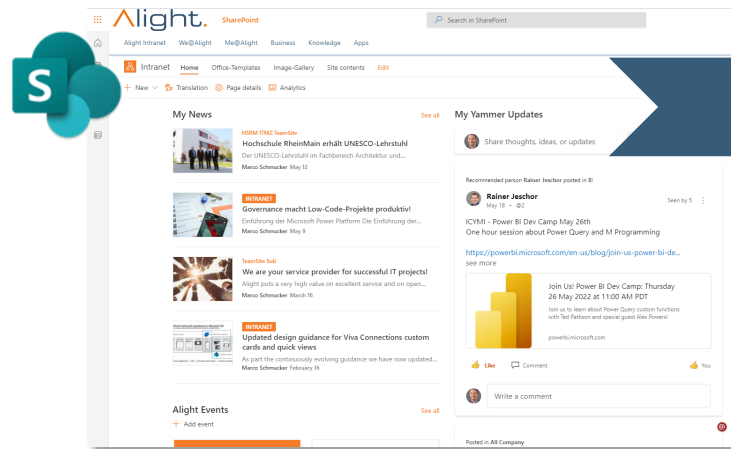 Alight.
SharePoint
Search in SharePoint
Alight Intranet We@Alight Me@Alight Business Knowledge Apps
Intranet Home Office-Templates Image-Gallery Site contents Edit
S
+ New Translation Page details Analytics
My News See all
HSRM ITMZ TeamSite
Hochschule RheinMain erhält UNESCO-Lehrstuhl
Der UNESCO-Lehrstuhl im Fachbereich Architektur und...
Marco Schmucker May 12
INTRANET
Governance macht Low-Code-Projekte produktiv!
Einführung der Microsoft Power Platform Die Einführung der...
Marco Schmucker May 9
TeamSite Sub
We are your service provider for successful IT projects!
Alight puts a very high value on excellent service and on open...
Marco Schmucker March 16
INTRANET
Updated design guidance for Viva Connections custom
cards and quick views
As part the continuously evolving guidance we have now updated...
Marco Schmucker February 16
Alight Events See all
+ Add event
My Yammer Updates
Share thoughts, ideas, or updates
Recommended person Rainer Jeschor posted in BI
Rainer Jeschor Seen by 5
May 18
ICYMI - Power BI Dev Camp May 26th
One hour session about Power Query and M Programming
https://powerbi.microsoft.com/en-us/blog/join-us-power-bi-de...
see more
Join Us! Power BI Dev Camp: Thursday
26 May 2022 at 11:00 AM PDT
Join us to learn about Power Query custom functions
with Ted Pattison and special guest Alex Powers!
powerbi.microsoft.com
Like Comment You
Write a comment
@
Posted in All Company